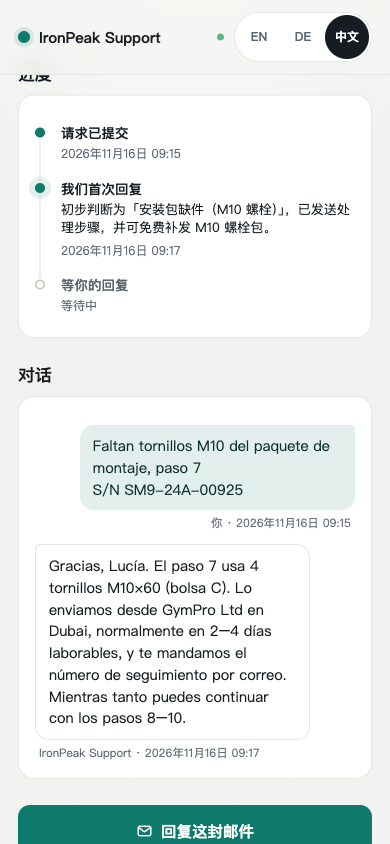 IronPeak Support
EN
DE
中文
进度
请求已提交
2026年11月16日 09:15
我们首次回复
初步判断为「安装包缺件（M10 螺栓）」，已发送处
理步骤，并可免费补发 M10 螺栓包。
2026年11月16日 09:17
等你的回复
等待中
对话
Faltan tornillos M10 del paquete de
montaje, paso 7
S/N SM9-24A-00925
你 · 2026年11月16日 09:15
Gracias, Lucía. El paso 7 usa 4
tornillos M10×60 (bolsa C). Lo
enviamos desde GymPro Ltd en
Dubai, normalmente en 2–4 días
laborables, y te mandamos el
número de seguimiento por correo.
Mientras tanto puedes continuar
con los pasos 8–10.
IronPeak Support · 2026年11月16日 09:17
回复这封邮件